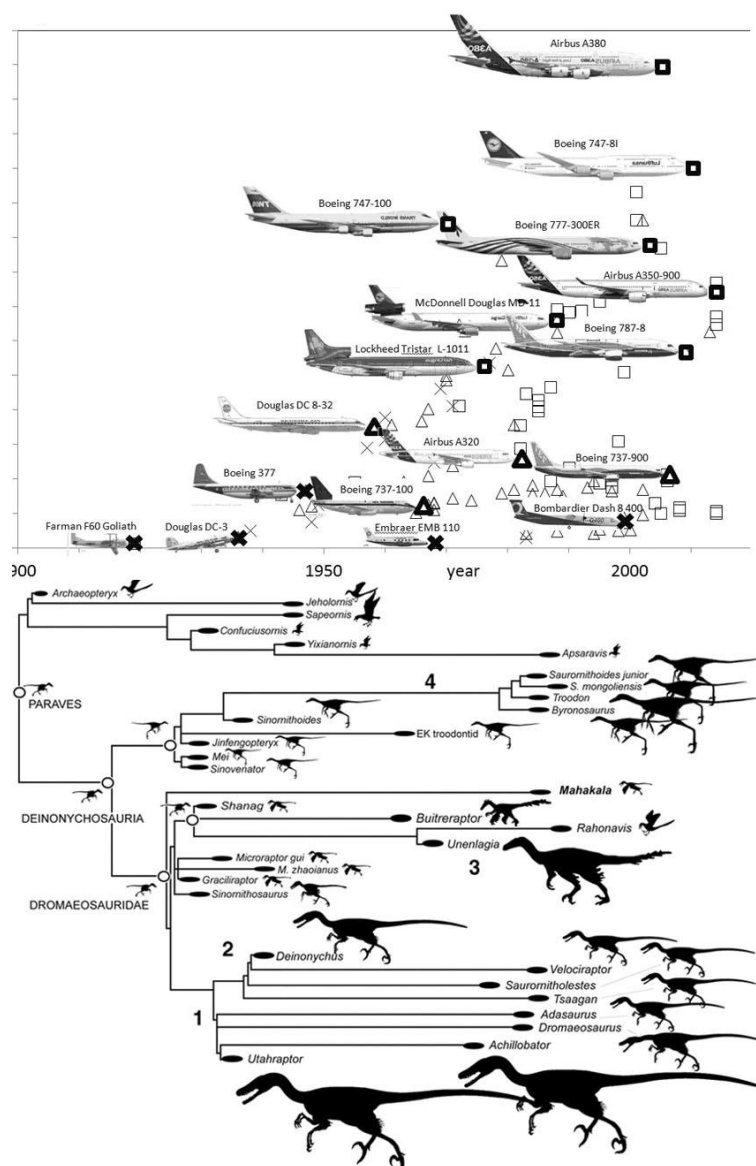 Airbus A380
Boeing 747-8I
Boeing 747-100
Boeing 777-300ER
Airbus A350-900
McDonnell Douglas MD-11
Boeing 787-8
Lockheed Tristar L-1011
Douglas DC 8-32
Airbus A320
Boeing 737-900
Boeing 377
Boeing 737-100
Farman F60 Goliath
Douglas DC-3
Embraer EMB 110
Bombardier Dash 8 400
900
1950
year
2000
Archaeopteryx
Jeholornis
Sapeornis
Confuciusornis
Yixianornis
Apsaravis
4
Saurornithoides junior
S. mongoliensis
PARAVES
Troodon
Byronosaurus
Sinornithoides
EK troodontid
Jinfengopteryx
Mei
Sinovenator
Mahakala
DEINONYCHOSAURIA
Shanag
Buitreraptor
Rahonavis
Unenlagia
3
Microraptor gui
M. zhaoianus
Graciliraptor
Sinornithosaurus
DROMAEOSAURIDAE
2
Deinonychus
Velociraptor
Saurornitholestes
Tsaagan
1
Adasaurus
Dromaeosaurus
Achillobator
Utahraptor